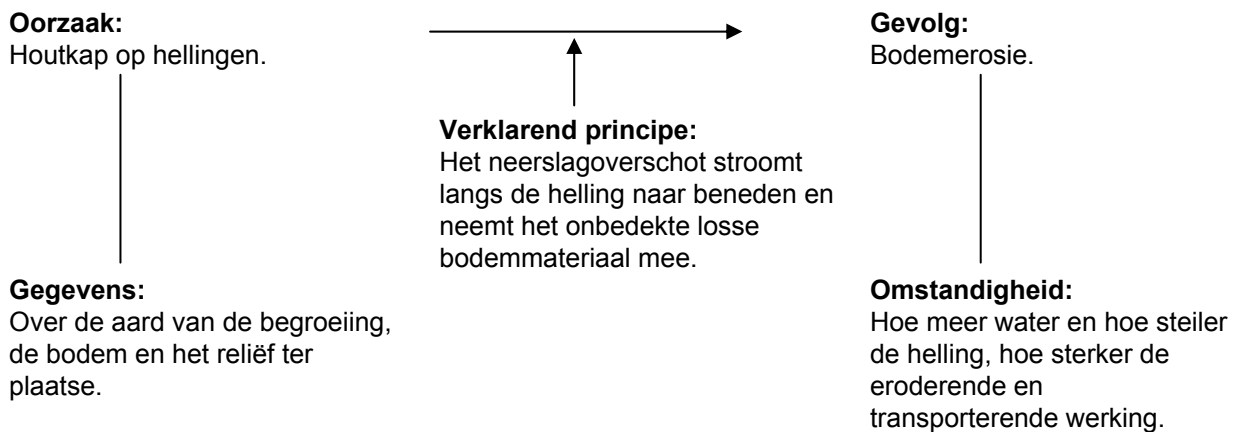 Oorzaak:
Houtkap op hellingen.
Gevolg:
Bodemerosie.
Verklarend principe:
Het neerslagoverschot stroomt
langs de helling naar beneden en
neemt het onbedekte losse
bodemmateriaal mee.
Gegevens:
Over de aard van de begroeiing,
de bodem en het reliëf ter
plaatse.
Omstandigheid:
Hoe meer water en hoe steiler
de helling, hoe sterker de
eroderende en
transporterende werking.